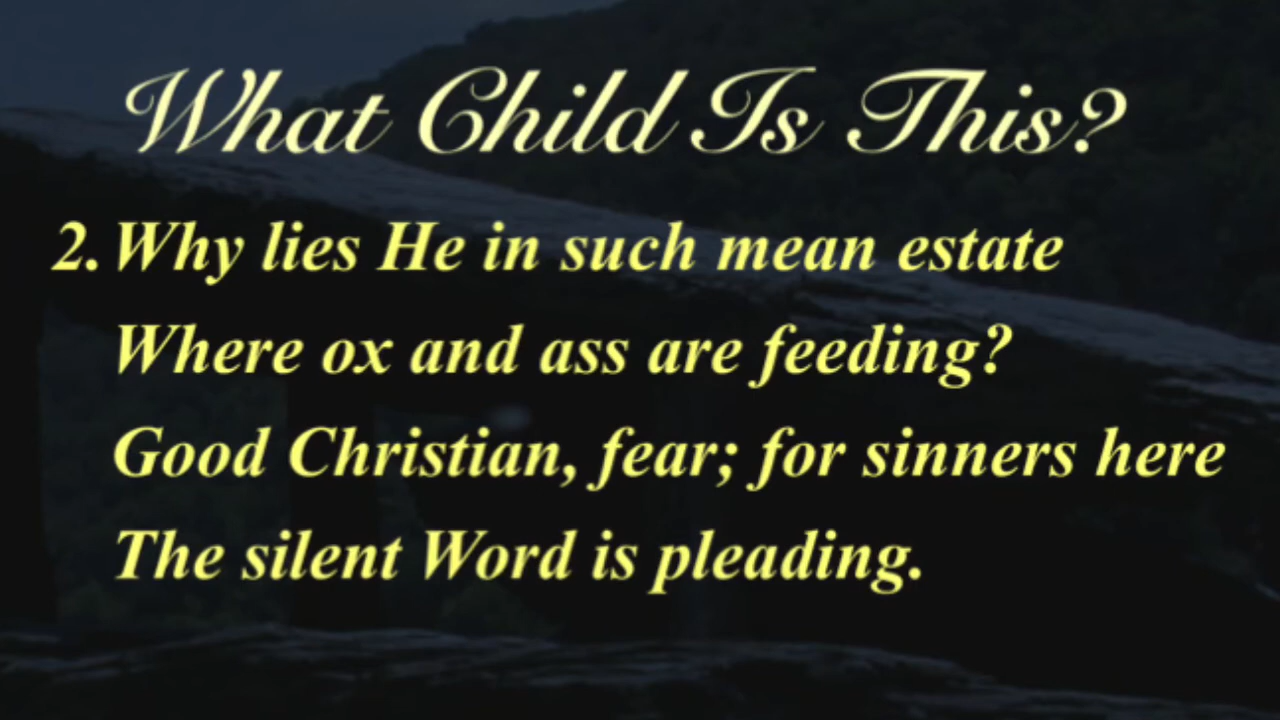 What Child Is This?
2. Why lies He in such mean estate
Where ox and ass are feeding?
Good Christian, fear; for sinners here
The silent Word is pleading.